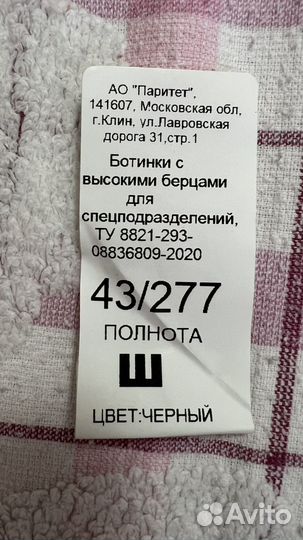 АО "Паритет",
141607, Московская обл,
г.Клин, ул.Лавровская
дорога 31,стр.1
Ботинки с
высокими берцами
для
спецподразделений,
ТУ 8821-293-
08836809-2020
43/277
ПОЛНОТА
Ш
ЦВЕТ:ЧЕРНЫЙ
Avito